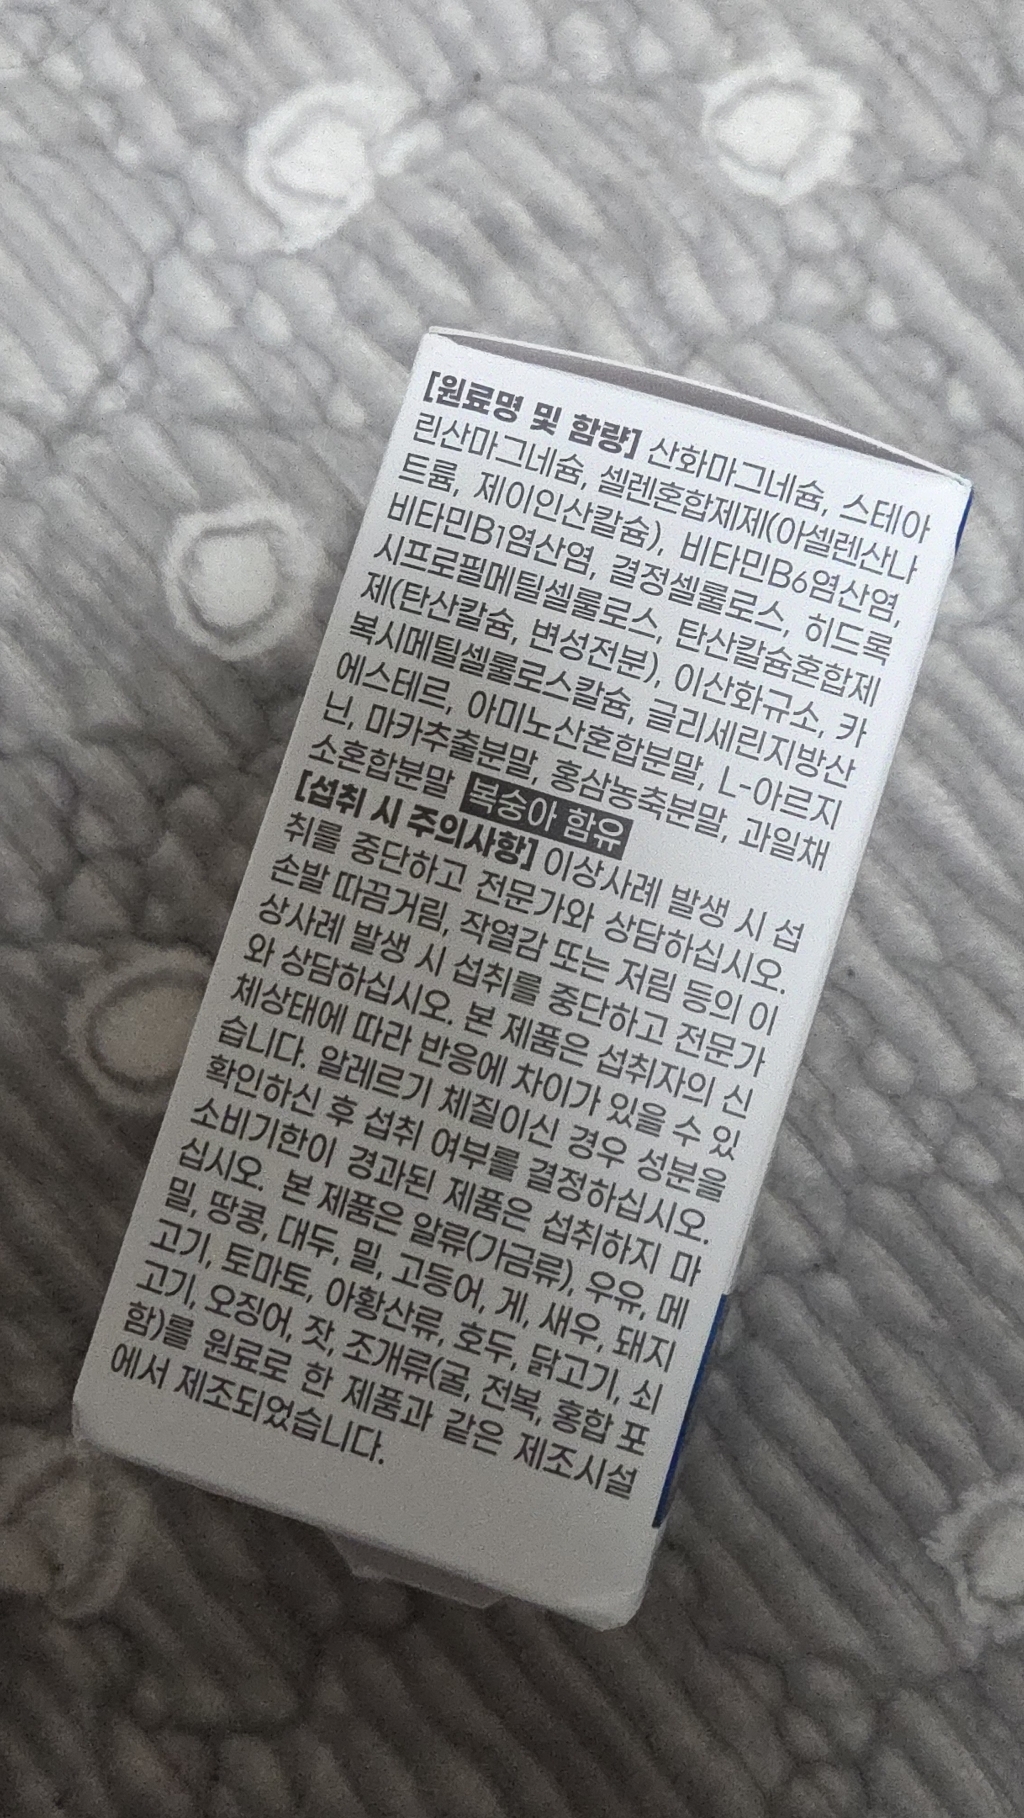 [원료명 및 함량] 산화마그네슘, 스테아
린산마그네슘, 셀렌혼합제제(아셀렌산나
트륨, 제이인산칼슘), 비타민B6염산염,
비타민B1염산염, 결정셀룰로스, 히드록
시프로필메틸셀룰로스, 탄산칼슘혼합제
제(탄산칼슘, 변성전분), 이산화규소, 카
복시메틸셀룰로스칼슘, 글리세린지방산
에스테르, 아미노산혼합분말, L-아르지
닌, 마카추출분말, 홍삼농축분말, 과일채
소혼합분말 복숭아 함유
[섭취 시 주의사항] 이상사례 발생 시 섭
취를 중단하고 전문가와 상담하십시오.
손발 따끔거림, 작열감 또는 저림 등의 이
상사례 발생 시 섭취를 중단하고 전문가
와 상담하십시오. 본 제품은 섭취자의 신
체상태에 따라 반응에 차이가 있을 수 있
습니다. 알레르기 체질이신 경우 성분을
확인하신 후 섭취 여부를 결정하십시오.
소비기한이 경과된 제품은 섭취하지 마
십시오. 본 제품은 알류(가금류), 우유, 메
밀, 땅콩, 대두, 밀, 고등어, 게, 새우, 돼지
고기, 토마토, 아황산류, 호두, 닭고기, 쇠
고기, 오징어, 잣, 조개류(굴, 전복, 홍합 포
함)를 원료로 한 제품과 같은 제조시설
에서 제조되었습니다.